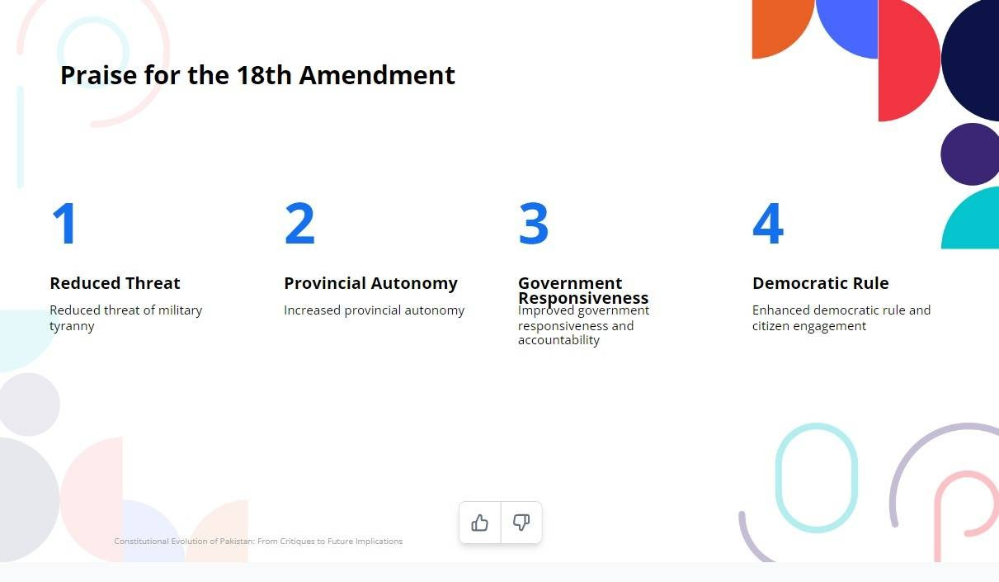 Praise for the 18th Amendment
1
Reduced Threat
Reduced threat of military
tyranny
2
Provincial Autonomy
Increased provincial autonomy
3
Government
Responsiveness
Improved government
responsiveness and
accountability
4
Democratic Rule
Enhanced democratic rule and
citizen engagement
Constitutional Evolution of Pakistan: From Critiques to Future Implications